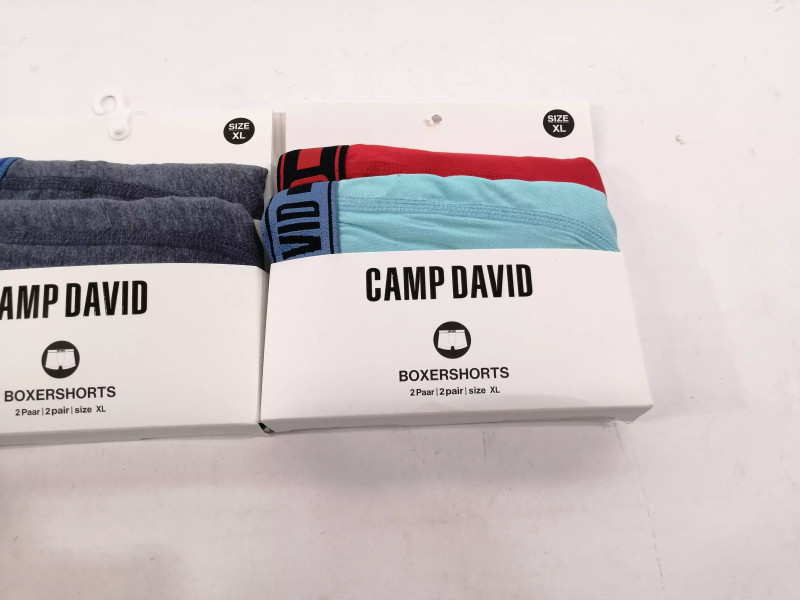 SIZE
XL
AMP DAVID
BOXERSHORTS
2 Paar | 2 pair | size XL
SIZE
XL
VID
CAMP DAVID
BOXERSHORTS
2 Paar | 2 pair | size XL